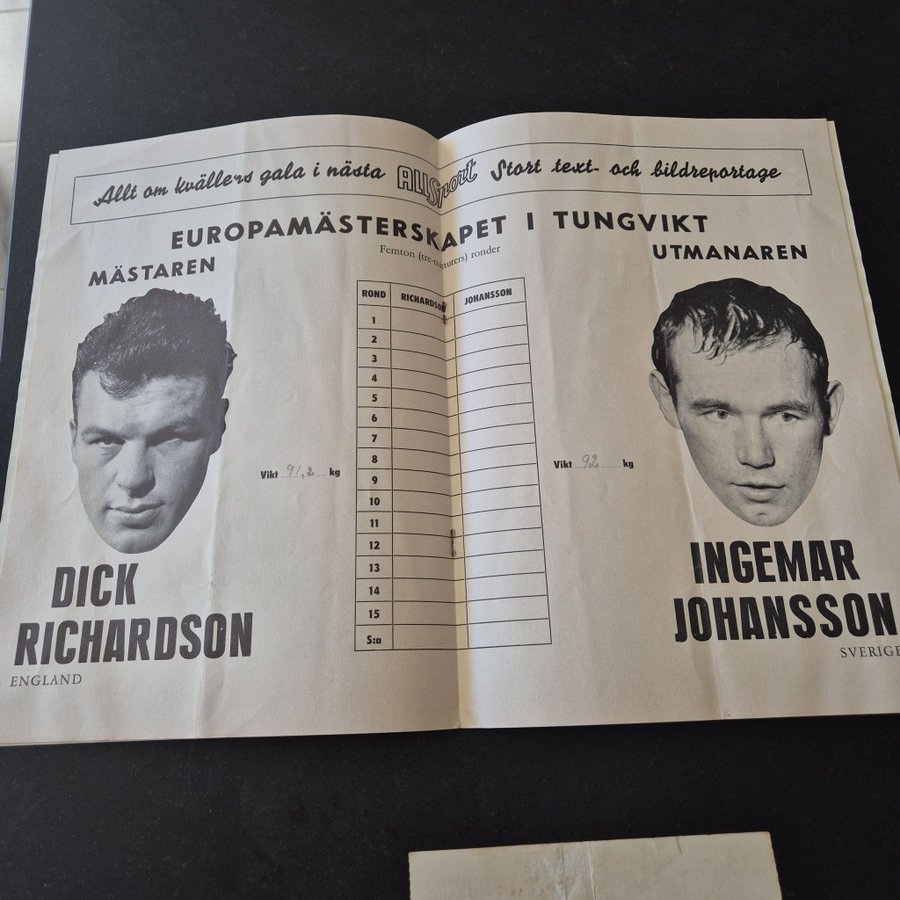 Allt om kvällens gala i nästa ALLSport Stort text- och bildreportage
EUROPAMÄSTERSKAPET I TUNGVIKT
Femton (tre-minuters) ronder
MÄSTAREN
UTMANAREN
ROND RICHARDSON JOHANSSON
1
2
3
4
5
6
7
8
9
10
11
12
13
14
15
S:a
Vikt 91,2 kg
Vikt 92 kg
DICK
RICHARDSON
ENGLAND
INGEMAR
JOHANSSON
SVERIGE